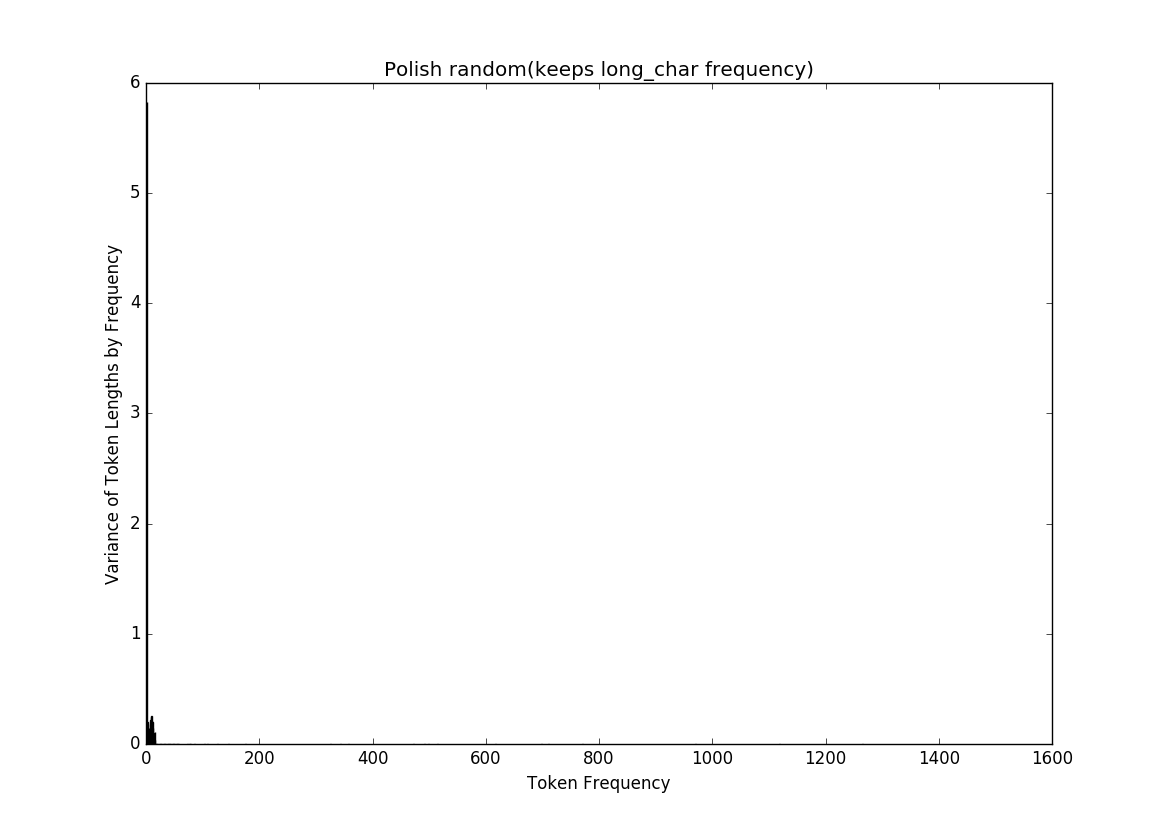 Polish random(keeps long_char frequency)
6
5
4
3
2
1
0
Variance of Token Lengths by Frequency
0 200 400 600 800 1000 1200 1400 1600
Token Frequency